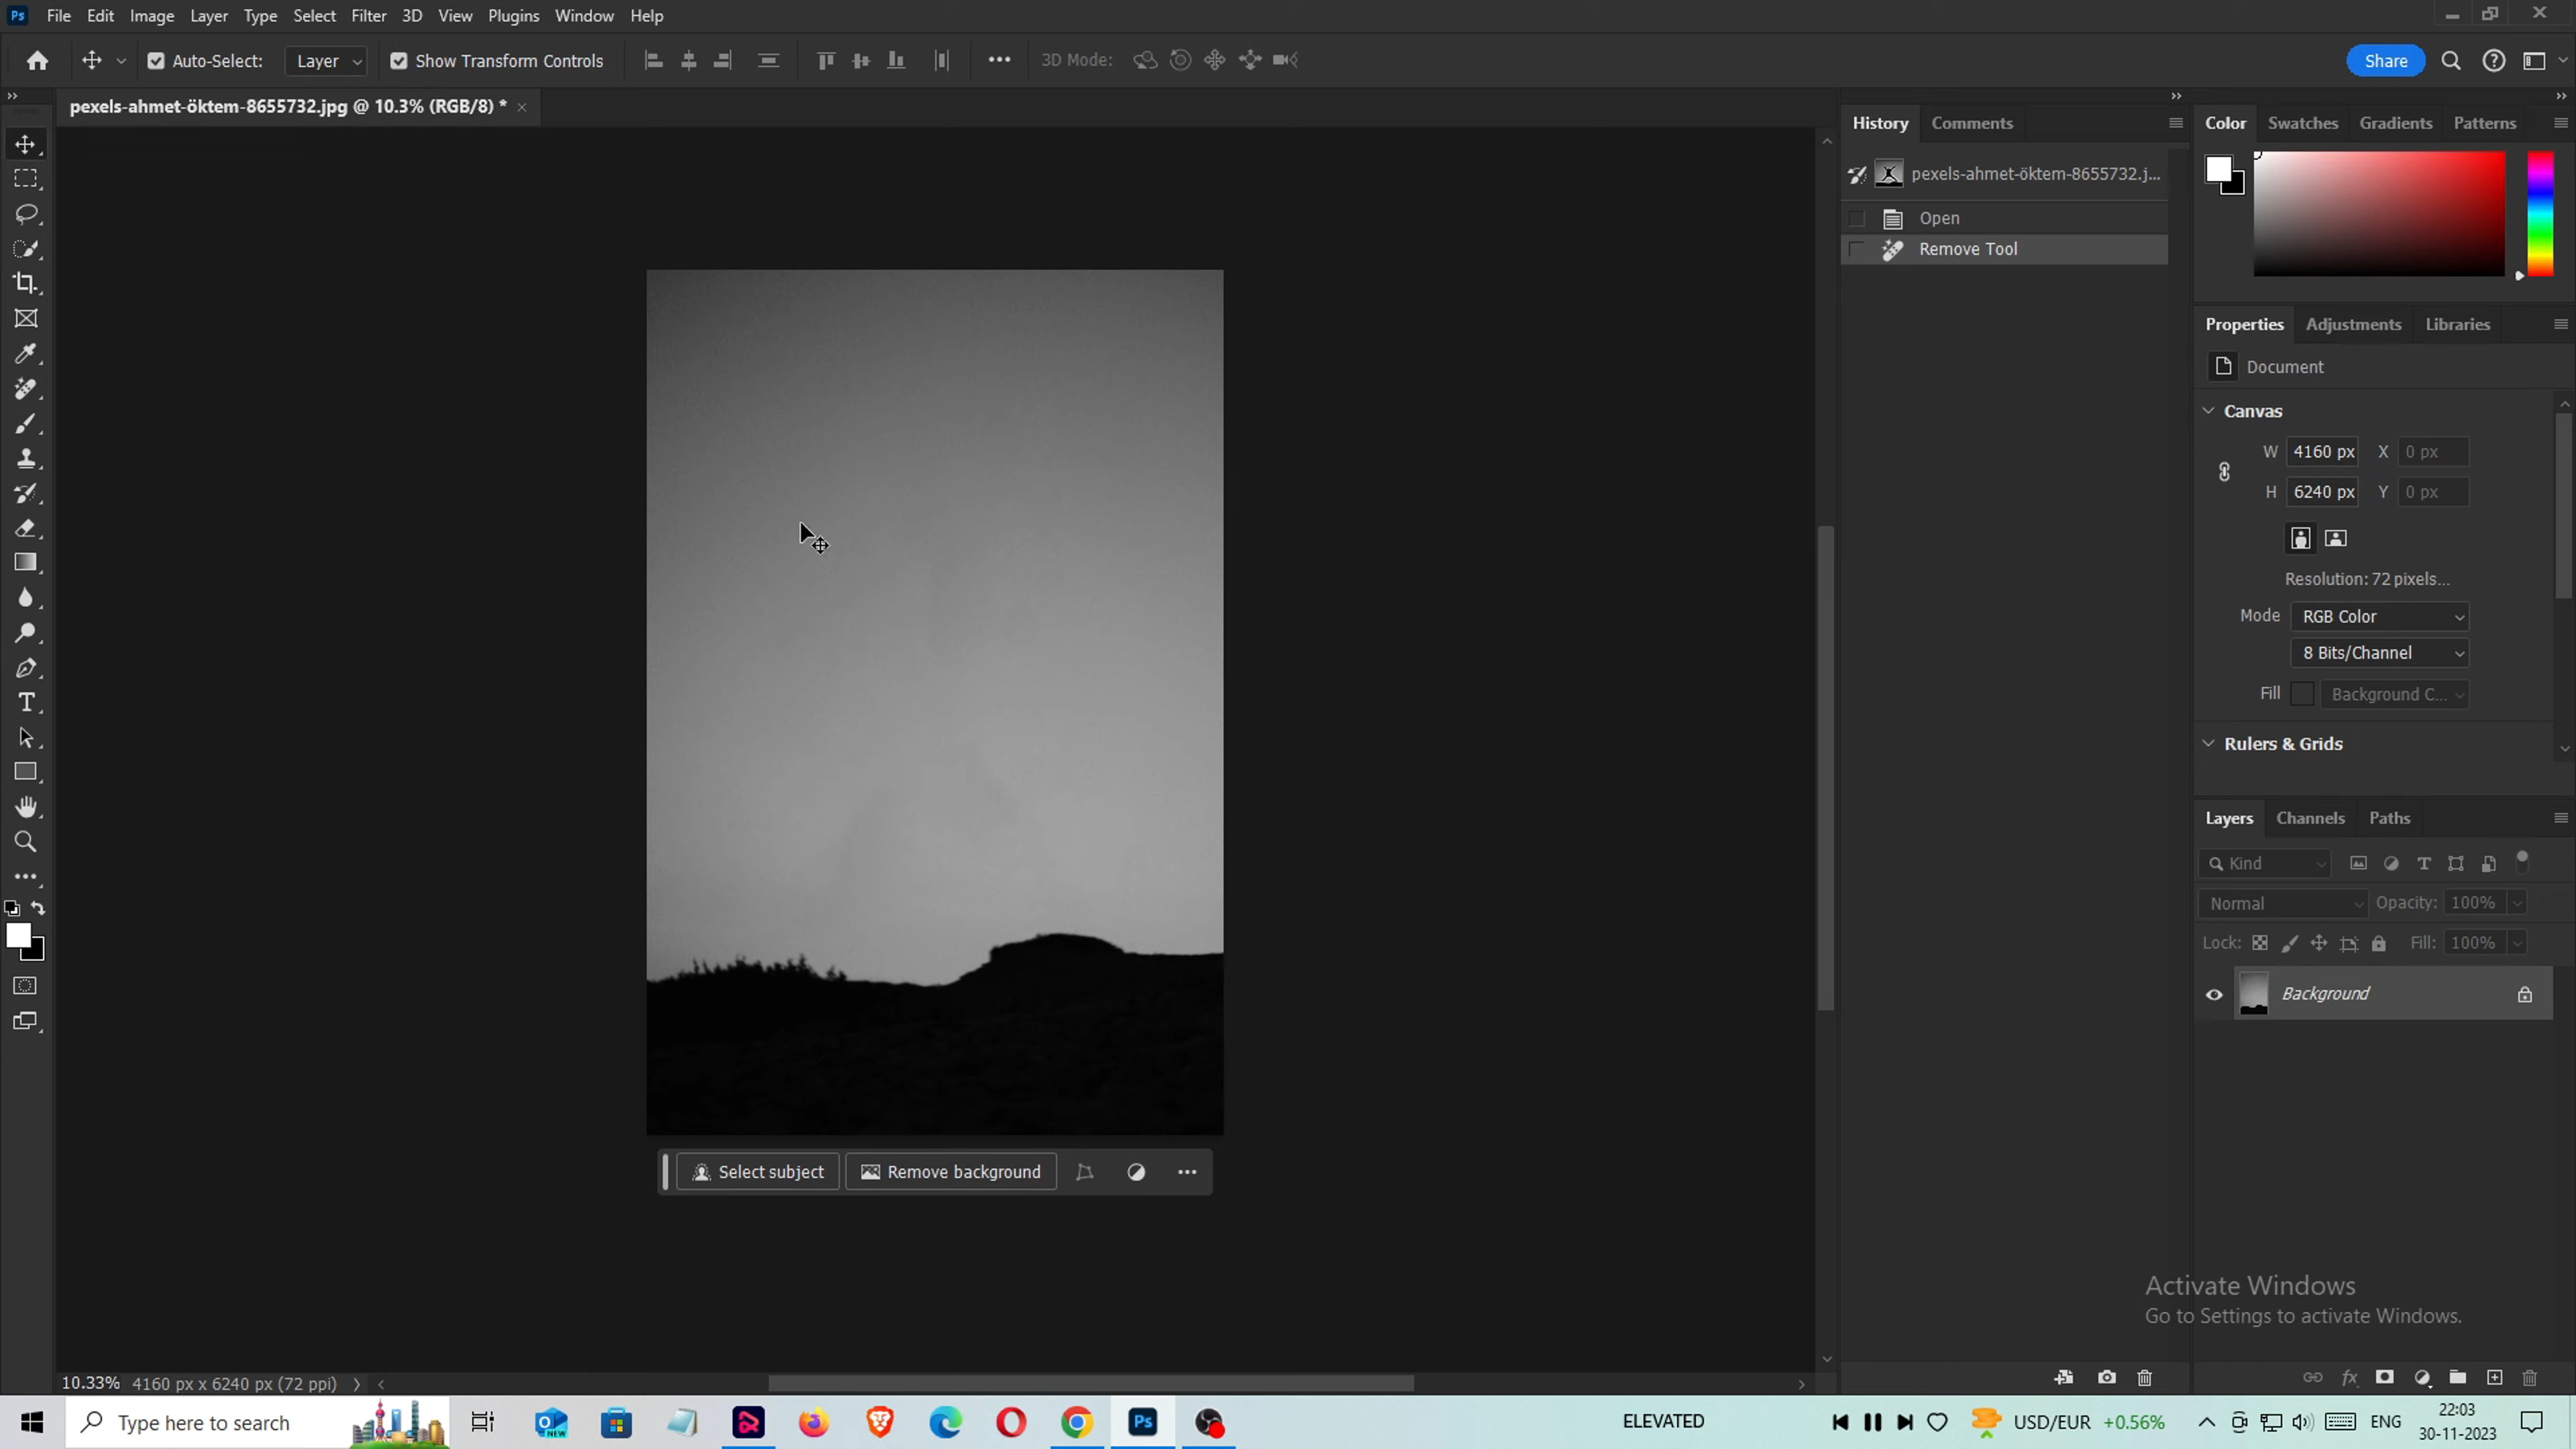 Ps File Edit Image Layer Type Select Filter 3D View Plugins Window Help
Auto-Select: Layer Show Transform Controls 3D Mode: Share
pexels-ahmet-öktem-8655732.jpg @ 10.3% (RGB/8) *
History Comments
pexels-ahmet-öktem-8655732.j...
Open
Remove Tool
Color Swatches Gradients Patterns
Properties Adjustments Libraries
Document
Canvas
W 4160 px X 0 px
H 6240 px Y 0 px
Resolution: 72 pixels...
Mode RGB Color
8 Bits/Channel
Fill Background C...
Rulers & Grids
Layers Channels Paths
Kind
Normal Opacity: 100%
Lock: Fill: 100%
Background
Select subject Remove background
Activate Windows
Go to Settings to activate Windows.
10.33% 4160 px x 6240 px (72 ppi)
Type here to search
NEW
Ps
ELEVATED
USD/EUR +0.56%
ENG
22:03
30-11-2023